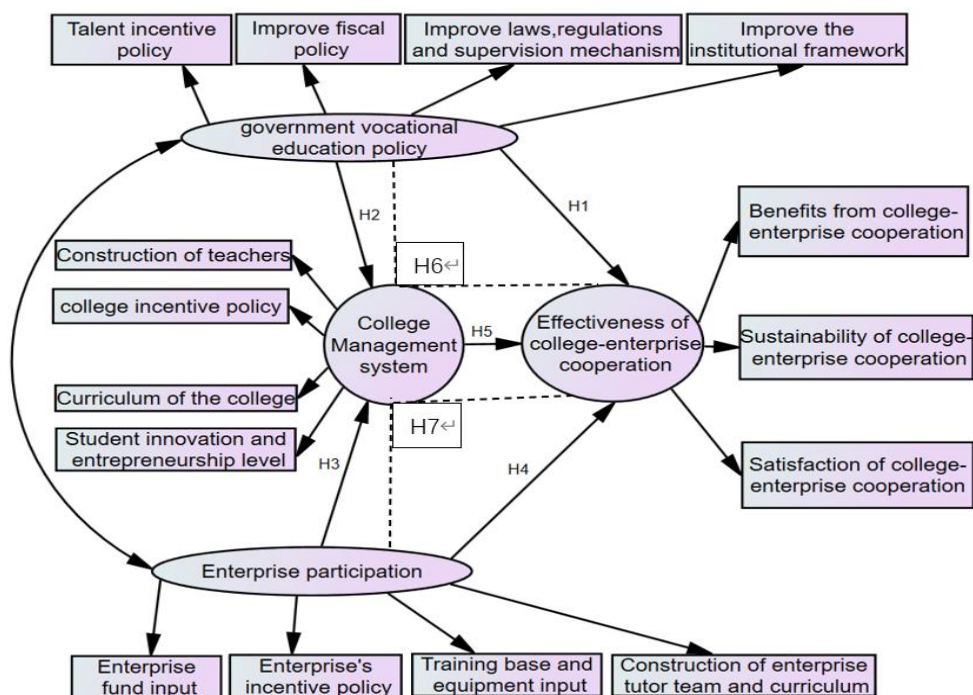 Talent incentive
policy
Improve fiscal
policy
Improve laws,regulations
and supervision mechanism
Improve the
institutional framework
government vocational
education policy
H2
H1
Construction of teachers
college incentive policy
Curriculum of the college
Student innovation and
entrepreneurship level
H6↵
College
Management
system
H5
Effectiveness of
college-enterprise
cooperation
Benefits from college-
enterprise cooperation
Sustainability of college-
enterprise cooperation
Satisfaction of college-
enterprise cooperation
H7↵
H3
H4
Enterprise participation
Enterprise
fund input
Enterprise's
incentive policy
Training base and
equipment input
Construction of enterprise
tutor team and curriculum